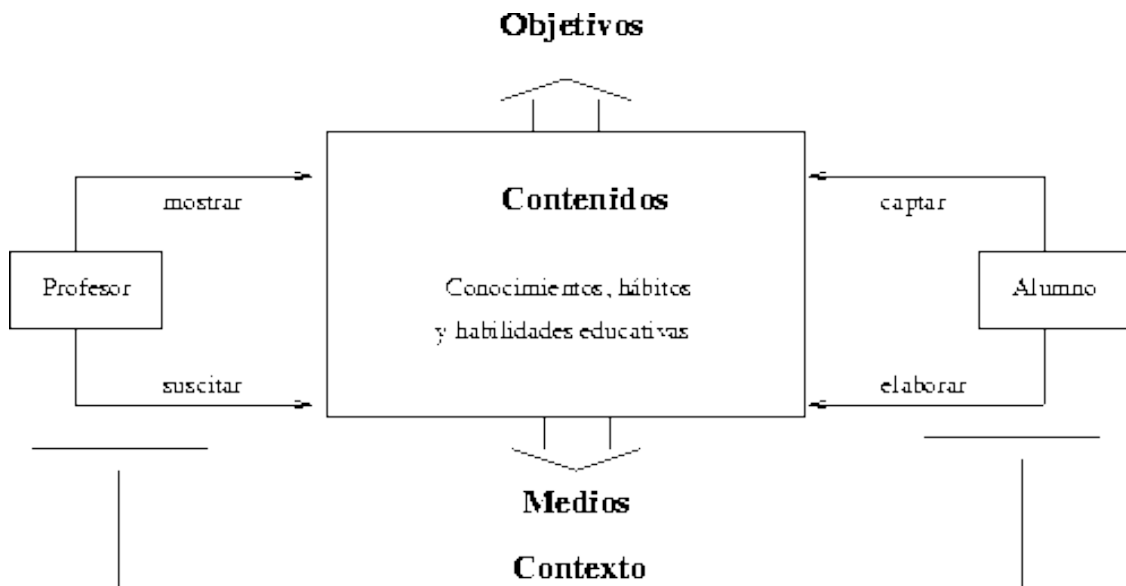 Objetivos
mostrar
Contenidos
captar
Profesor
Conocimientos, hábitos
y habilidades educativas
Alumno
suscitar
elaborar
Medios
Contexto